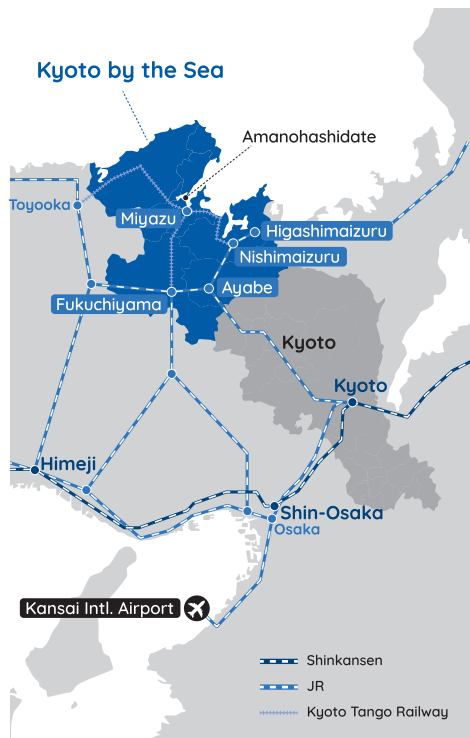 Kyoto by the Sea
Amanohashidate
Toyooka
Miyazu
Higashimaizuru
Nishimaizuru
Ayabe
Fukuchiyama
Kyoto
Kyoto
Himeji
Shin-Osaka
Osaka
Kansai Intl. Airport
Shinkansen
JR
Kyoto Tango Railway